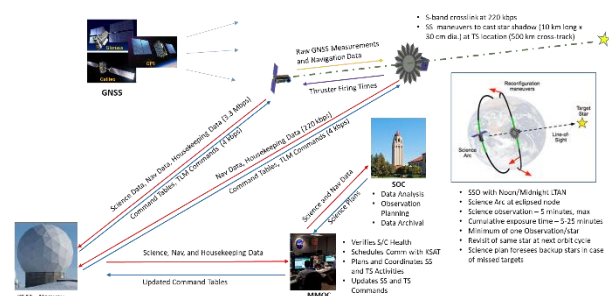 S-band crosslink at 220 kbps
SS maneuvers to cast star shadow (10 km long x
30 cm dia.) at TS location (500 km cross-track)
Glonass
GPS
Galileo
GNSS
Raw GNSS Measurements
and Navigation Data
Thruster Firing Times
Reconfiguration
maneuvers
Target
Star
Science
Arc
Line-of-
Sight
Science Data, Nav Data, Housekeeping Data (3.3 Mbps)
Command Tables, TLM Commands (4 kbps)
Nav Data, Housekeeping Data (220 kbps)
Command Tables, TLM Commands (4 kbps)
Science and Nav Data
Science Plans
SOC
• Data Analysis
• Observation
Planning
• Data Archival
• SSO with Noon/Midnight LTAN
• Science Arc at eclipsed node
• Science observation – 5 minutes, max
• Cumulative exposure time – 5-25 minutes
• Minimum of one Observation/star
• Revisit of same star at next orbit cycle
• Science plan foresees backup stars in case
of missed targets
Science, Nav, and Housekeeping Data
Updated Command Tables
• Verifies S/C Health
• Schedules Comm with KSAT
• Plans and Coordinates SS
and TS Activities
• Updates SS and TS
Commands
MMOC